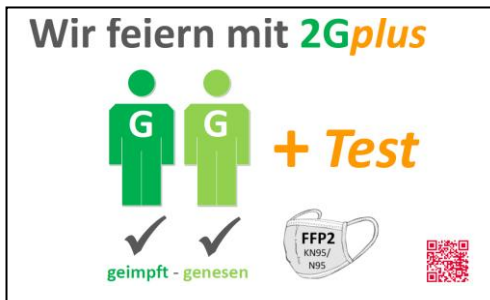 Wir feiern mit 2Gplus
G G
+ Test
FFP2
KN95/
N95
geimpft - genesen